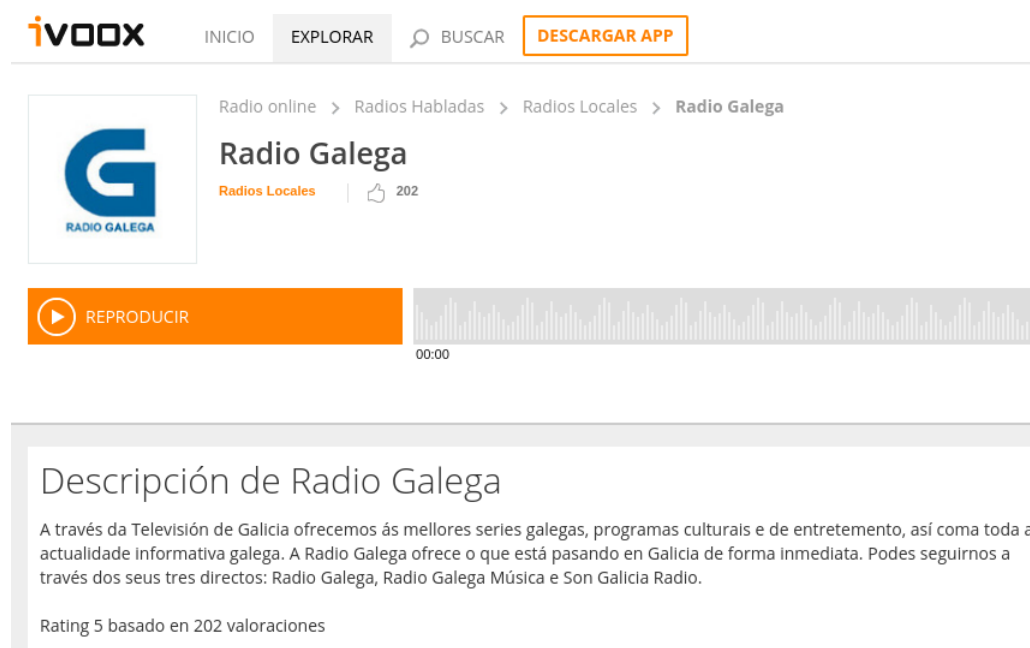 ivoox INICIO EXPLORAR BUSCAR DESCARGAR APP
Radio online > Radios Habladas > Radios Locales > Radio Galega
Radio Galega
Radios Locales 202
RADIO GALEGA
REPRODUCIR
00:00
Descripción de Radio Galega
A través da Televisión de Galicia ofrecemos ás mellores series galegas, programas culturais e de entretemento, así coma toda a
actualidade informativa galega. A Radio Galega ofrece o que está pasando en Galicia de forma inmediata. Podes seguirnos a
través dos seus tres directos: Radio Galega, Radio Galega Música e Son Galicia Radio.
Rating 5 basado en 202 valoraciones